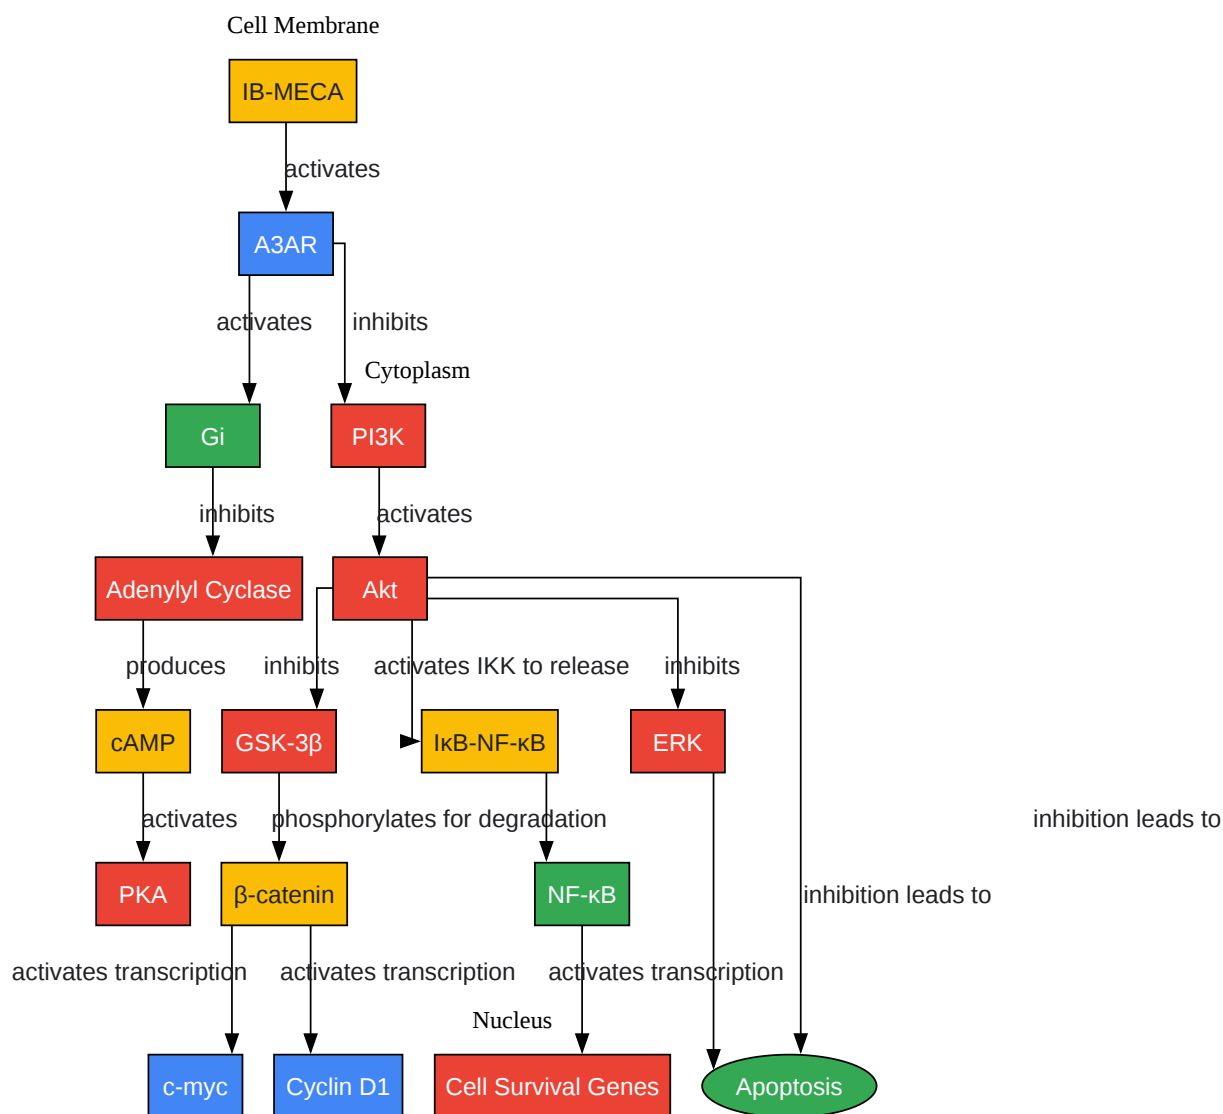 Cell Membrane
IB-MECA
activates
A3AR
activates
inhibits
Cytoplasm
Gi
PI3K
inhibits
activates
Adenylyl Cyclase
Akt
produces
inhibits
activates IKK to release
inhibits
cAMP
GSK-3β
IκB-NF-κB
ERK
activates
phosphorylates for degradation
inhibition leads to
PKA
β-catenin
NF-κB
inhibition leads to
activates transcription
activates transcription
activates transcription
Nucleus
c-myc
Cyclin D1
Cell Survival Genes
Apoptosis